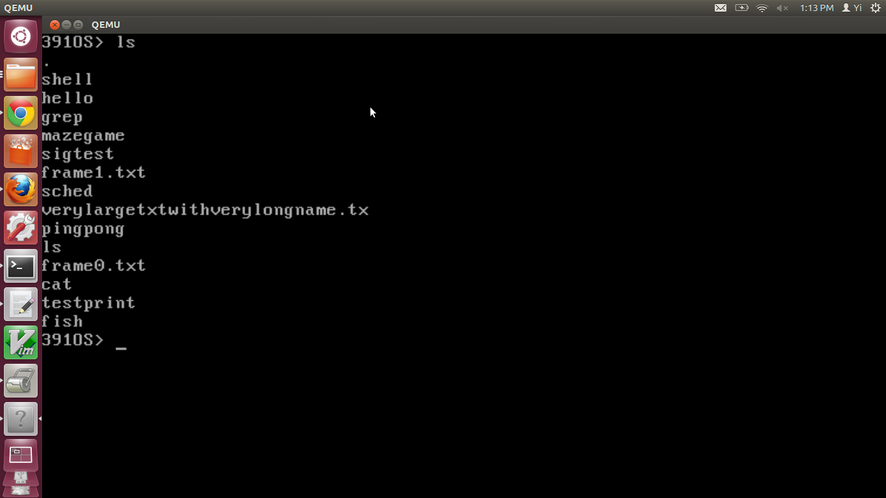 QEMU
1:13 PM
Yi
QEMU
391OS> ls
.
shell
hello
grep
mazegame
sigtest
frame1.txt
sched
verylargetxtwithverylongname.tx
pingpong
ls
frame0.txt
cat
testprint
fish
391OS> _